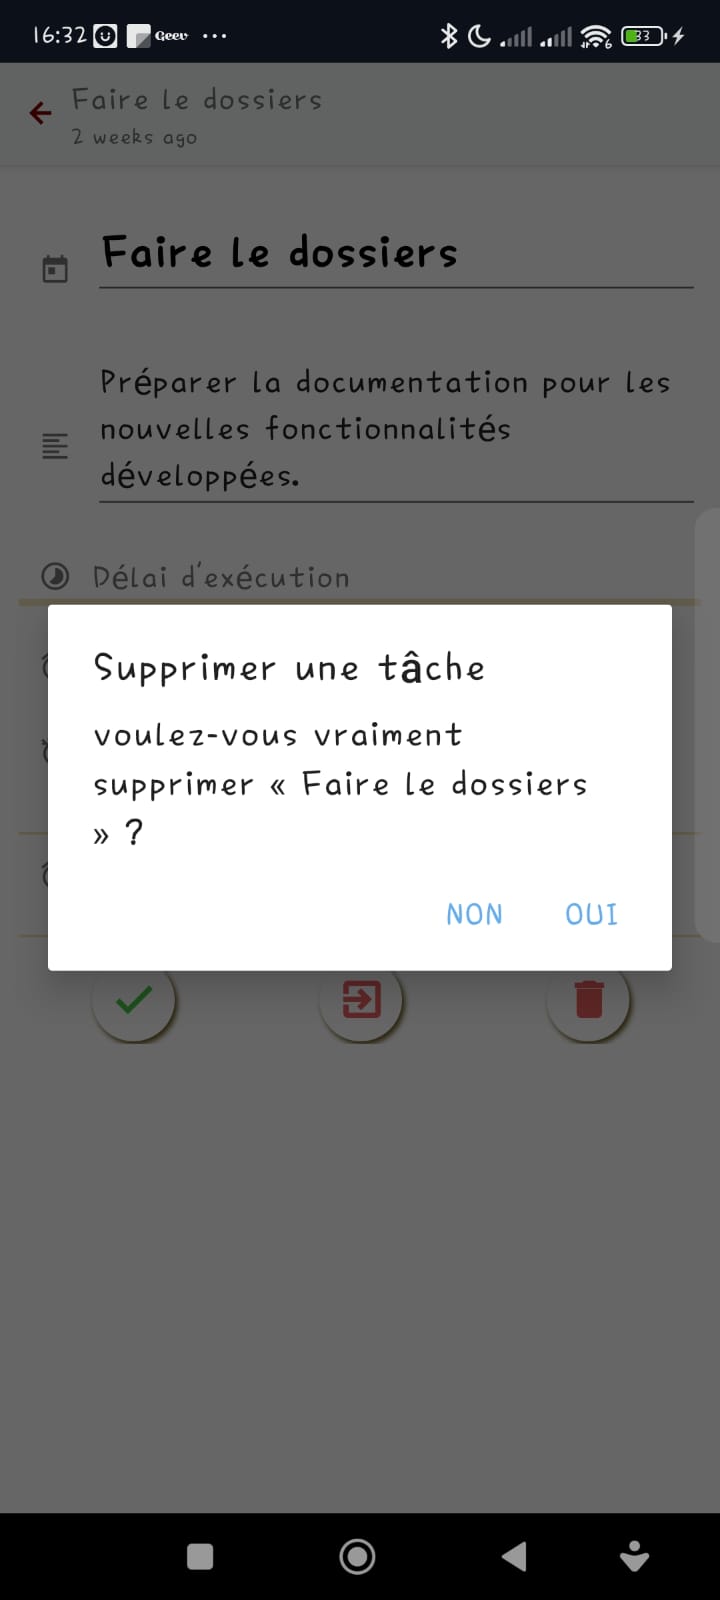 16:32 Geev ... 33
Faire le dossiers
2 weeks ago
Faire le dossiers
Préparer la documentation pour les
nouvelles fonctionnalités
développées.
Délai d'exécution
Supprimer une tâche
voulez-vous vraiment
supprimer « Faire le dossiers
» ?
NON OUI